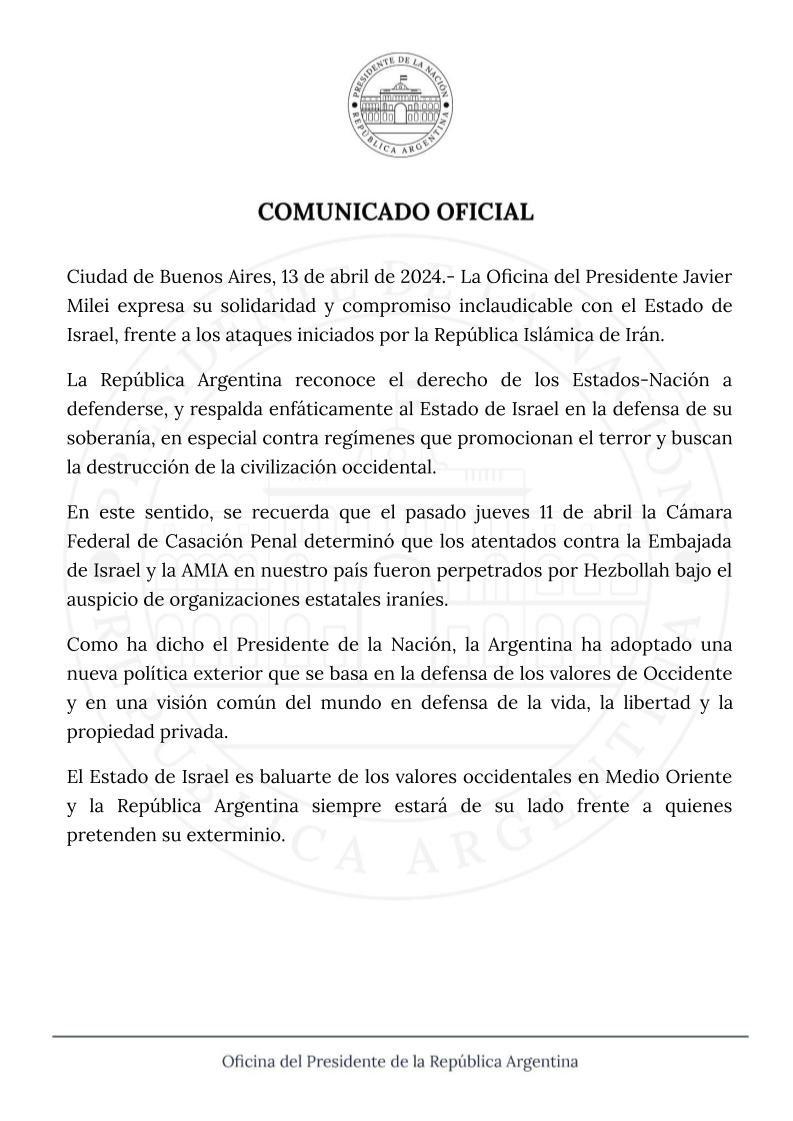 PRESIDENTE DE LA NACIÓN
REPÚBLICA ARGENTINA
COMUNICADO OFICIAL
Ciudad de Buenos Aires, 13 de abril de 2024.- La Oficina del Presidente Javier
Milei expresa su solidaridad y compromiso inclaudicable con el Estado de
Israel, frente a los ataques iniciados por la República Islámica de Irán.
La República Argentina reconoce el derecho de los Estados-Nación a
defenderse, y respalda enfáticamente al Estado de Israel en la defensa de su
soberanía, en especial contra regímenes que promocionan el terror y buscan
la destrucción de la civilización occidental.
En este sentido, se recuerda que el pasado jueves 11 de abril la Cámara
Federal de Casación Penal determinó que los atentados contra la Embajada
de Israel y la AMIA en nuestro país fueron perpetrados por Hezbollah bajo el
auspicio de organizaciones estatales iraníes.
Como ha dicho el Presidente de la Nación, la Argentina ha adoptado una
nueva política exterior que se basa en la defensa de los valores de Occidente
y en una visión común del mundo en defensa de la vida, la libertad y la
propiedad privada.
El Estado de Israel es baluarte de los valores occidentales en Medio Oriente
y la República Argentina siempre estará de su lado frente a quienes
pretenden su exterminio.
PRESIDENTE DE LA NACIÓN
REPÚBLICA ARGENTINA
Oficina del Presidente de la República Argentina